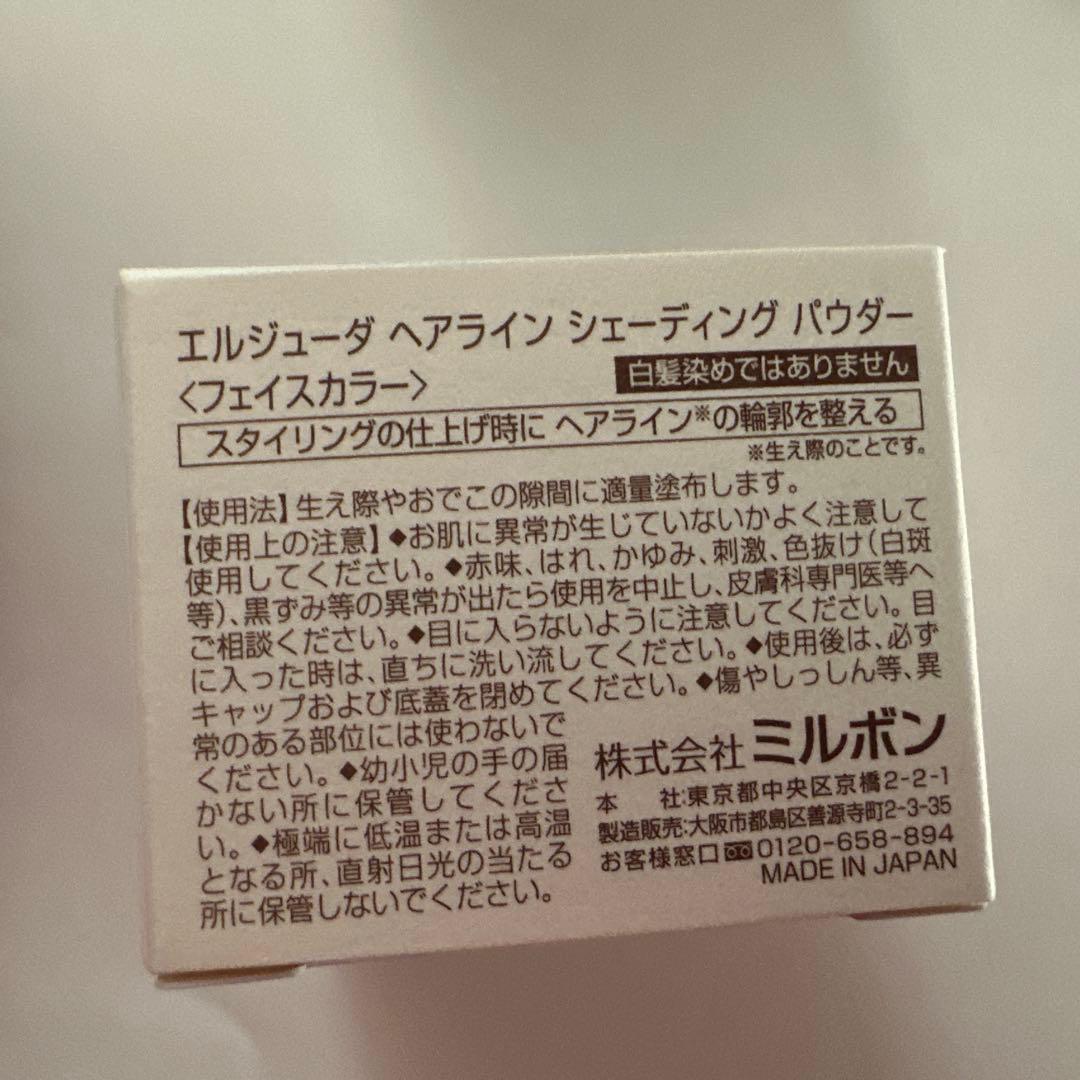 エルジューダ ヘアライン シェーディング パウダー
〈フェイスカラー〉 白髪染めではありません
スタイリングの仕上げ時に ヘアライン※の輪郭を整える
※生え際のことです。
【使用法】生え際やおでこの隙間に適量塗布します。
【使用上の注意】◆お肌に異常が生じていないかよく注意して
使用してください。◆赤味、はれ、かゆみ、刺激、色抜け(白斑
等)、黒ずみ等の異常が出たら使用を中止し、皮膚科専門医等へ
ご相談ください。◆目に入らないように注意してください。目
に入った時は、直ちに洗い流してください。◆使用後は、必ず
キャップおよび底蓋を閉めてください。◆傷やしっしん等、異
常のある部位には使わないで
ください。◆幼小児の手の届
かない所に保管してくださ
い。◆極端に低温または高温
となる所、直射日光の当たる
所に保管しないでください。
株式会社 ミルボン
本 社:東京都中央区京橋2-2-1
製造販売:大阪市都島区善源寺町2-3-35
お客様窓口 0120-658-894
MADE IN JAPAN